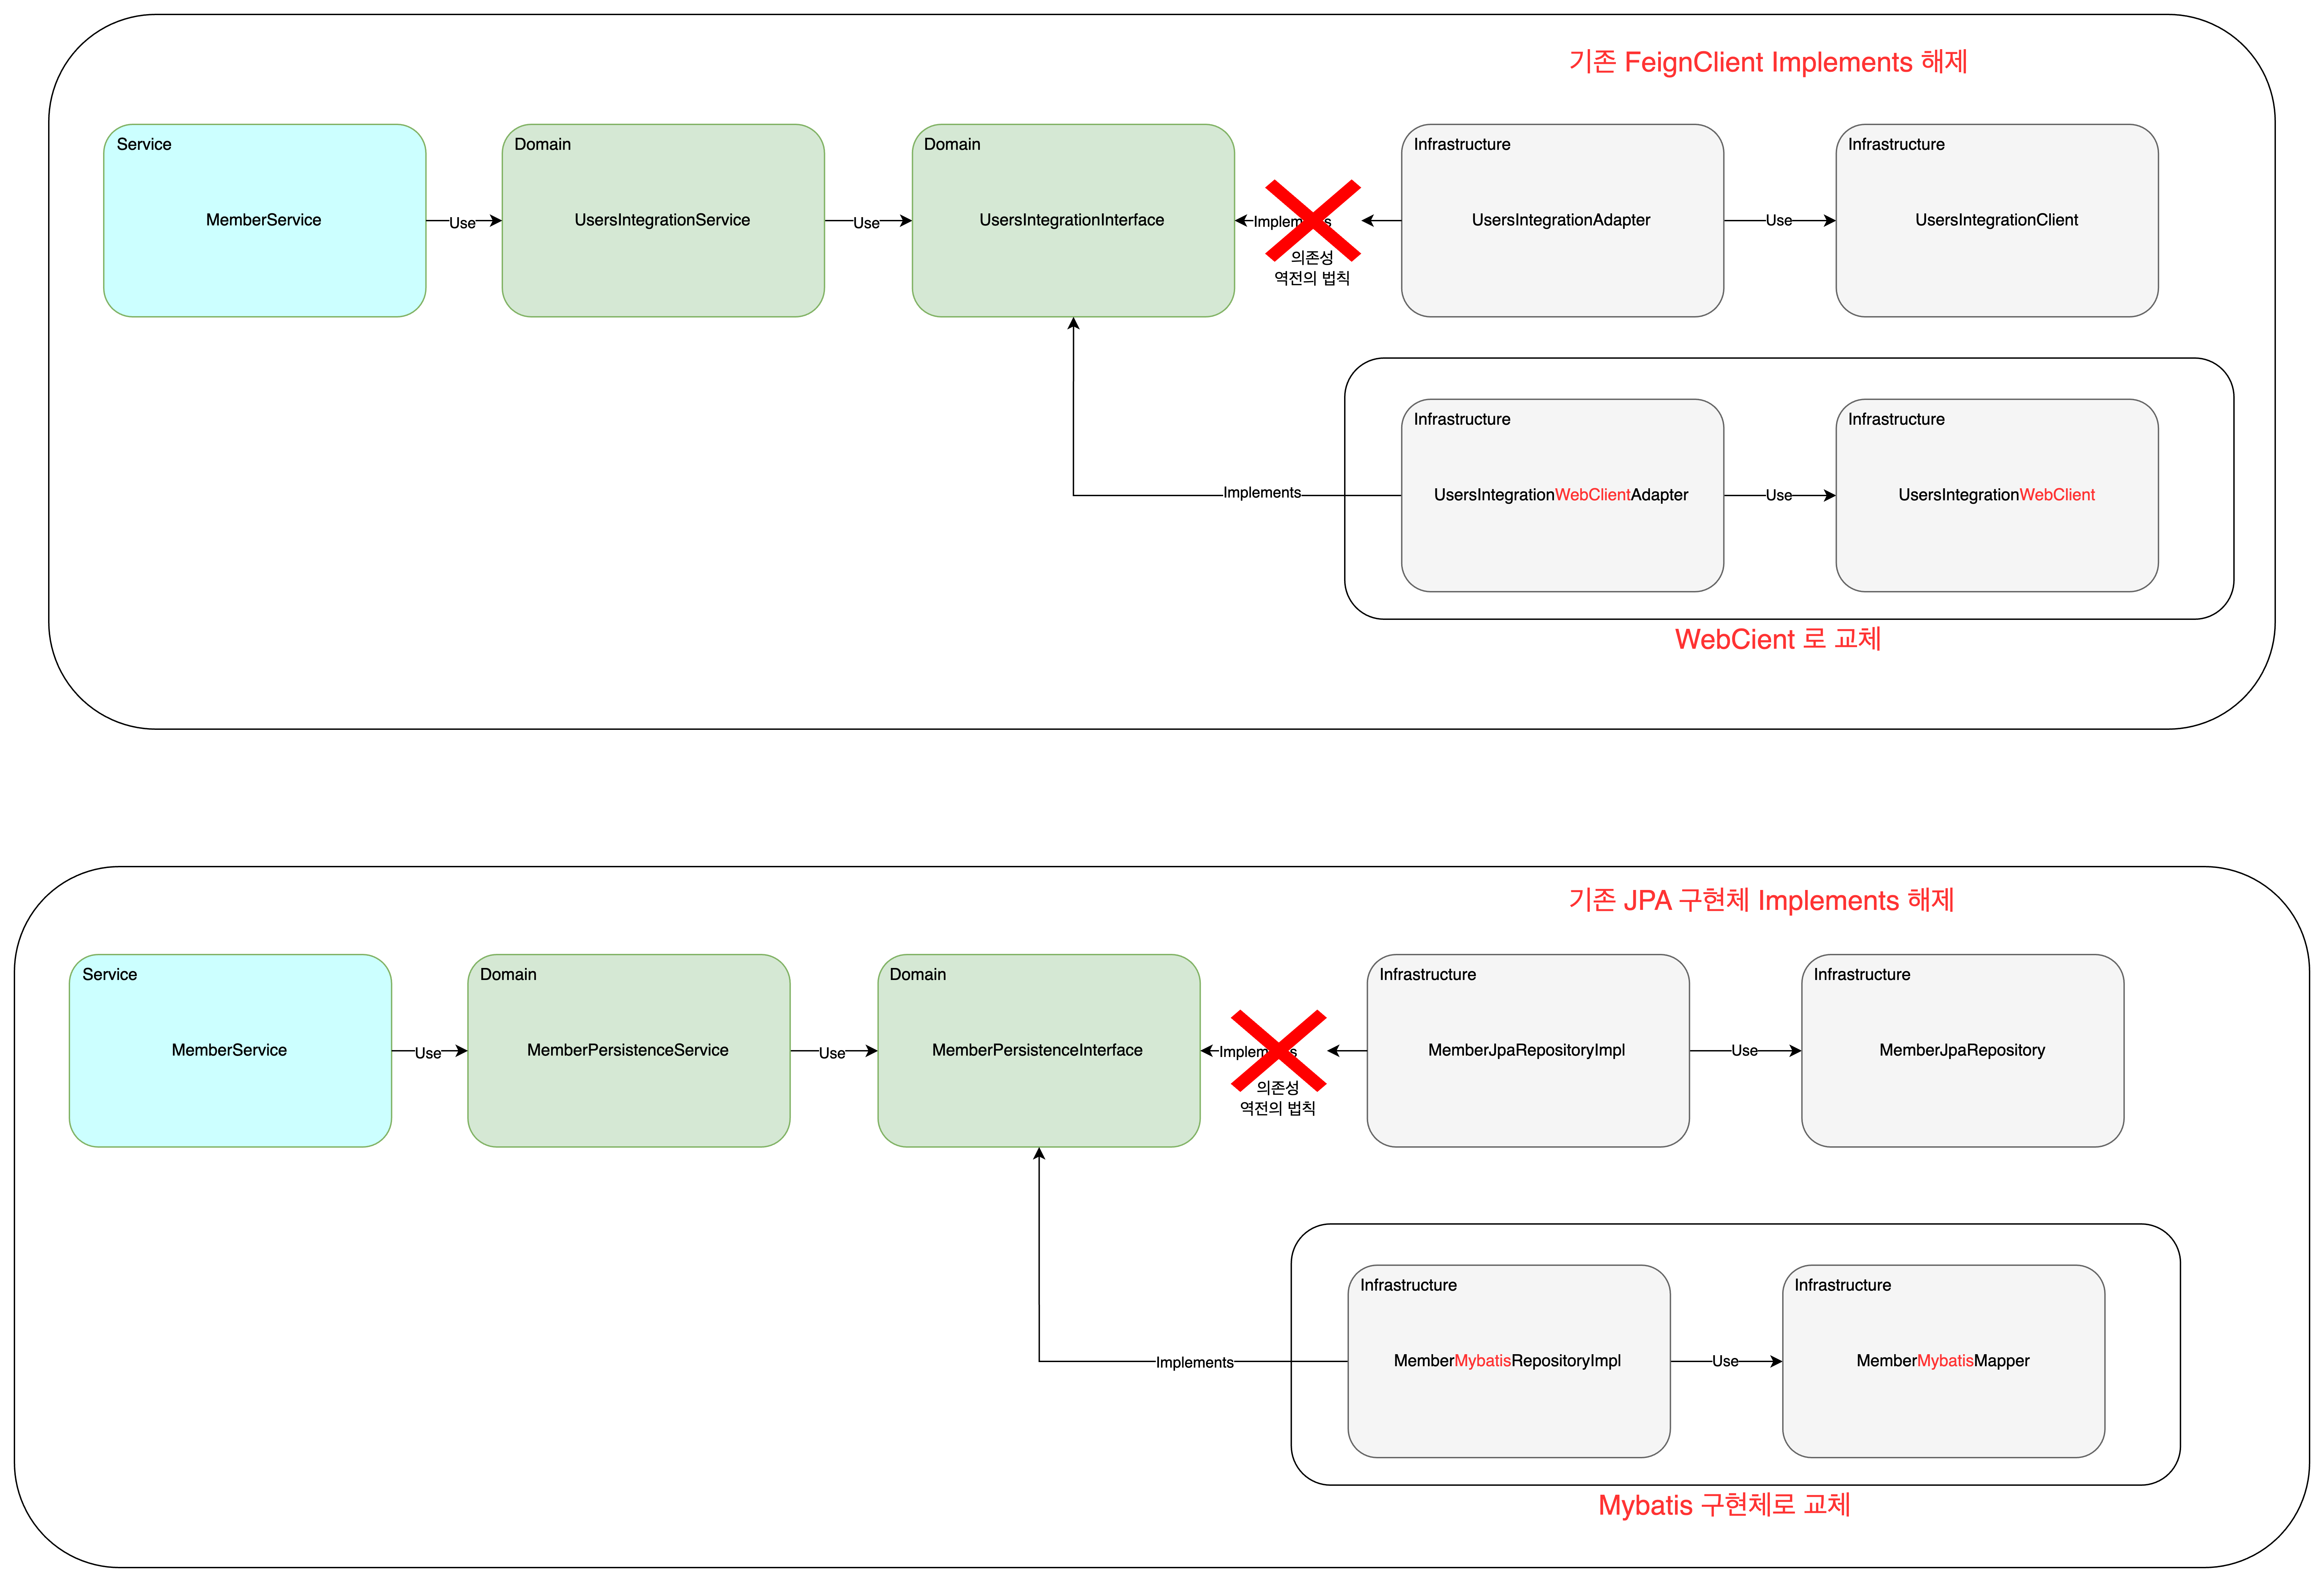 기존 FeignClient Implements 해제
Service
MemberService
Use
Domain
UsersIntegrationService
Use
Domain
UsersIntegrationInterface
Implements
의존성
역전의 법칙
Infrastructure
UsersIntegrationAdapter
Use
Infrastructure
UsersIntegrationClient
Implements
Infrastructure
UsersIntegrationWebClientAdapter
Use
Infrastructure
UsersIntegrationWebClient
WebCient 로 교체
기존 JPA 구현체 Implements 해제
Service
MemberService
Use
Domain
MemberPersistenceService
Use
Domain
MemberPersistenceInterface
Implements
의존성
역전의 법칙
Infrastructure
MemberJpaRepositoryImpl
Use
Infrastructure
MemberJpaRepository
Implements
Infrastructure
MemberMybatisRepositoryImpl
Use
Infrastructure
MemberMybatisMapper
Mybatis 구현체로 교체